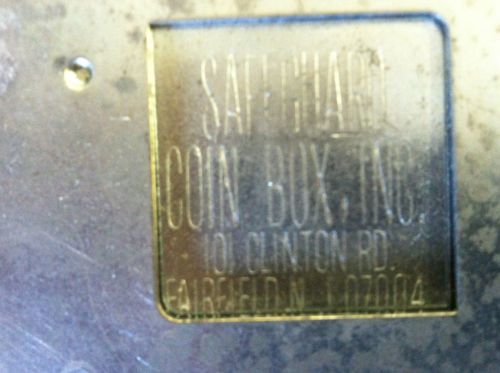 SAFEGUARD
COIN BOX, INC.
101 CLINTON RD.
FAIRFIELD N.J. 07004